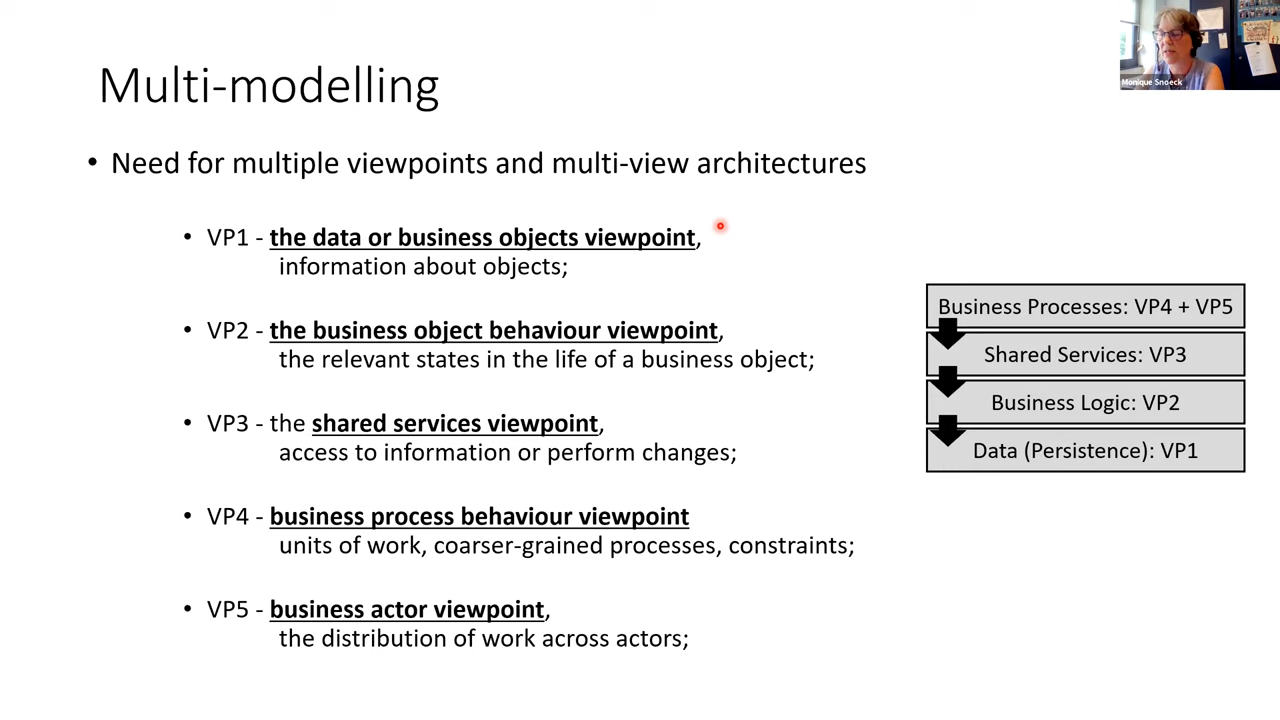 Monique Snoeck
Multi-modelling
• Need for multiple viewpoints and multi-view architectures
• VP1 - the data or business objects viewpoint,
information about objects;
• VP2 - the business object behaviour viewpoint,
the relevant states in the life of a business object;
• VP3 - the shared services viewpoint,
access to information or perform changes;
• VP4 - business process behaviour viewpoint
units of work, coarser-grained processes, constraints;
• VP5 - business actor viewpoint,
the distribution of work across actors;
Business Processes: VP4 + VP5
Shared Services: VP3
Business Logic: VP2
Data (Persistence): VP1